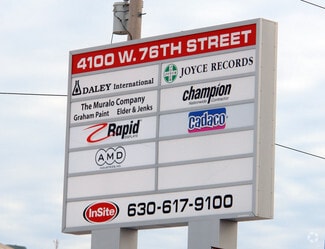 4100 W. 76TH STREET
DALEY International
JOYCE RECORDS
The Muralo Company
Graham Paint Elder & Jenks
champion
Rapid
cadaco
AMD
InSite 630-617-9100